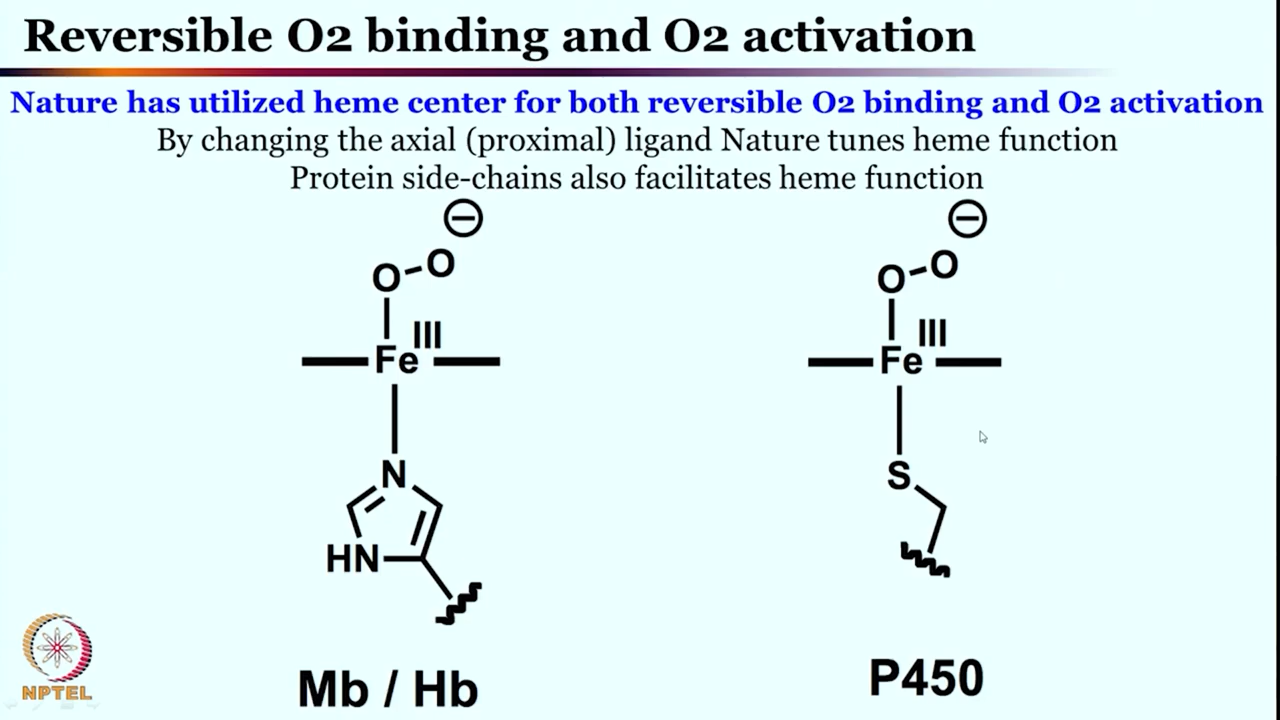 Reversible O2 binding and O2 activation
Nature has utilized heme center for both reversible O2 binding and O2 activation
By changing the axial (proximal) ligand Nature tunes heme function
Protein side-chains also facilitates heme function
O-O
Fe III
N
HN
Mb / Hb
O-O
Fe III
S
P450
NPTEL